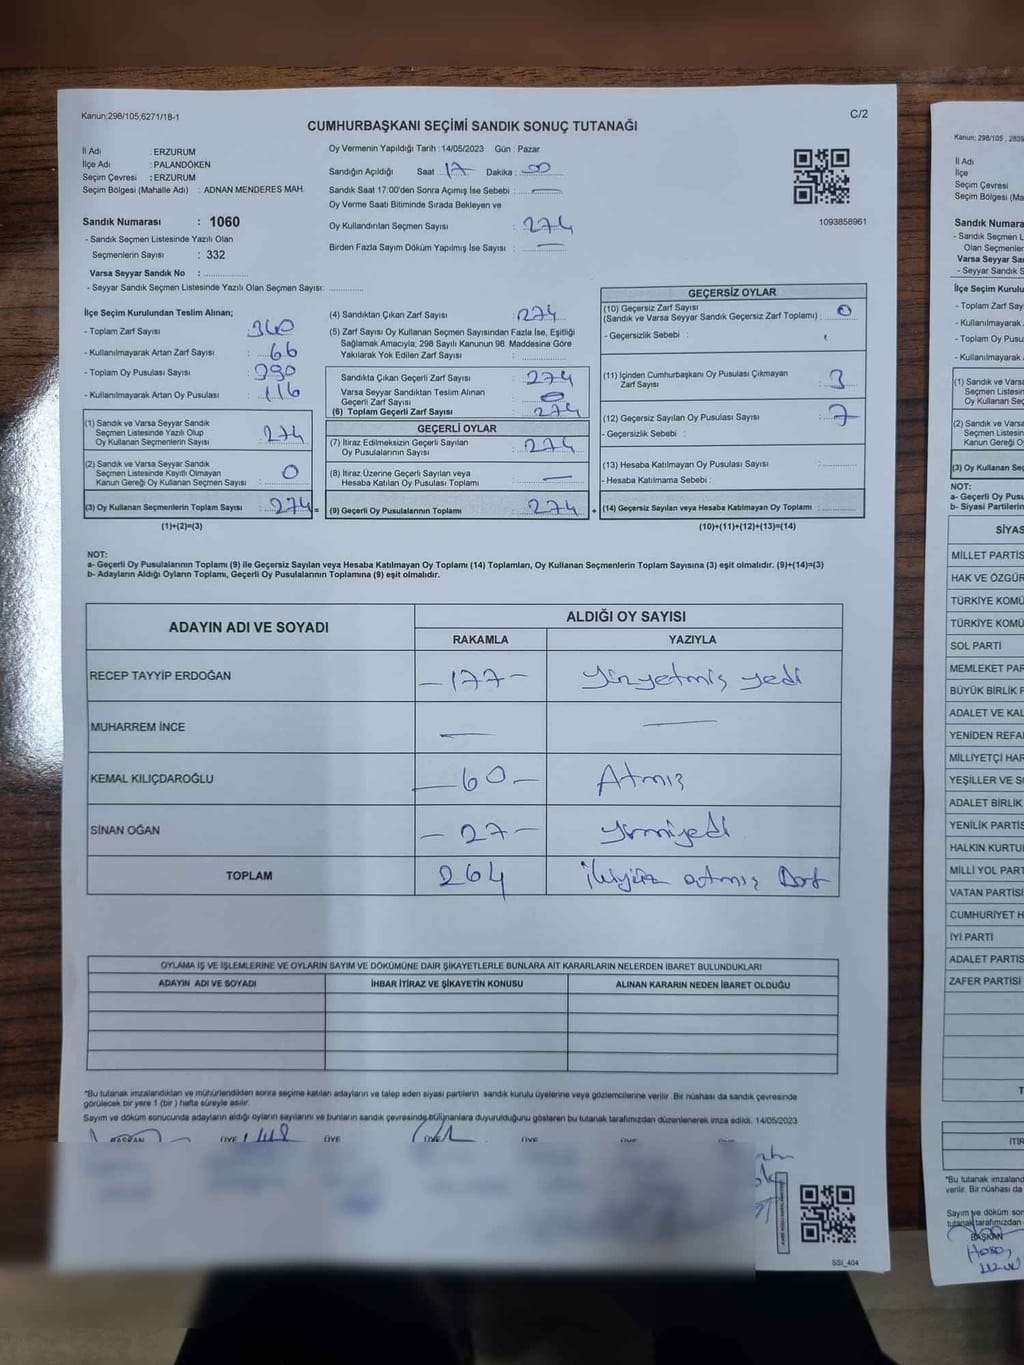 Kanun;298/105;6271/18-1
C/2
CUMHURBAŞKANI SEÇİMİ SANDIK SONUÇ TUTANAĞI
İl Adı : ERZURUM
İlçe Adı : PALANDÖKEN
Seçim Çevresi : ERZURUM
Seçim Bölgesi (Mahalle Adı) : ADNAN MENDERES MAH.
Sandık Numarası : 1060
- Sandık Seçmen Listesinde Yazılı Olan
Seçmenlerin Sayısı : 332
Varsa Seyyar Sandık No :
- Seyyar Sandık Seçmen Listesinde Yazılı Olan Seçmen Sayısı:
Oy Vermenin Yapıldığı Tarih : 14/05/2023 Gün : Pazar
Sandığın Açıldığı Saat 17 Dakika : 00
Sandık Saat 17:00'den Sonra Açımış İse Sebebi : —
Oy Verme Saati Bitiminde Sırada Bekleyen ve
Oy Kullandırılan Seçmen Sayısı : 274
Birden Fazla Sayım Döküm Yapılmış İse Sayısı : —
1093858961
İlçe Seçim Kurulundan Teslim Alınan;
- Toplam Zarf Sayısı : 340
- Kullanılmayarak Artan Zarf Sayısı : 66
- Toplam Oy Pusulası Sayısı : 390
- Kullanılmayarak Artan Oy Pusulası : 116
(1) Sandık ve Varsa Seyyar Sandık
Seçmen Listesinde Yazılı Olup
Oy Kullanan Seçmenlerin Sayısı : 274
(2) Sandık ve Varsa Seyyar Sandık
Seçmen Listesinde Kayıtlı Olmayan
Kanun Gereği Oy Kullanan Seçmen Sayısı : 0
(3) Oy Kullanan Seçmenlerin Toplam Sayısı : 274 =
(1)+(2)=(3)
(4) Sandıktan Çıkan Zarf Sayısı : 274
(5) Zarf Sayısı Oy Kullanan Seçmen Sayısından Fazla İse, Eşitliği
Sağlamak Amacıyla; 298 Sayılı Kanunun 98. Maddesine Göre
Yakılarak Yok Edilen Zarf Sayısı :
Sandıkta Çıkan Geçerli Zarf Sayısı : 274
Varsa Seyyar Sandıktan Teslim Alınan
Geçerli Zarf Sayısı : 0
(6) Toplam Geçerli Zarf Sayısı : 274
GEÇERLİ OYLAR
(7) İtiraz Edilmeksizin Geçerli Sayılan
Oy Pusulalarının Sayısı : 274
(8) İtiraz Üzerine Geçerli Sayılan veya
Hesaba Katılan Oy Pusulası Toplamı : —
(9) Geçerli Oy Pusulalarının Toplamı : 274 +
GEÇERSİZ OYLAR
(10) Geçersiz Zarf Sayısı
(Sandık ve Varsa Seyyar Sandık Geçersiz Zarf Toplamı) : 0
- Geçersizlik Sebebi :
(11) İçinden Cumhurbaşkanı Oy Pusulası Çıkmayan
Zarf Sayısı : 3
(12) Geçersiz Sayılan Oy Pusulası Sayısı : 7
- Geçersizlik Sebebi :
(13) Hesaba Katılmayan Oy Pusulası Sayısı :
- Hesaba Katılmama Sebebi :
(14) Geçersiz Sayılan veya Hesaba Katılmayan Oy Toplamı :
(10)+(11)+(12)+(13)=(14)
NOT:
a- Geçerli Oy Pusulalarının Toplamı (9) ile Geçersiz Sayılan veya Hesaba Katılmayan Oy Toplamı (14) Toplamları, Oy Kullanan Seçmenlerin Toplam Sayısına (3) eşit olmalıdır. (9)+(14)=(3)
b- Adayların Aldığı Oyların Toplamı, Geçerli Oy Pusulalarının Toplamına (9) eşit olmalıdır.
ADAYIN ADI VE SOYADI
ALDIĞI OY SAYISI
RAKAMLA YAZIYLA
RECEP TAYYİP ERDOĞAN – 177 – yüzyetmiş yedi
MUHARREM İNCE — —
KEMAL KILIÇDAROĞLU – 60 – Atmış
SİNAN OĞAN – 27 – yirmiyedi
TOPLAM 264 ikiyüz atmış Dört
OYLAMA İŞ VE İŞLEMLERİNE VE OYLARIN SAYIM VE DÖKÜMÜNE DAİR ŞİKAYETLERLE BUNLARA AİT KARARLARIN NELERDEN İBARET BULUNDUKLARI
ADAYIN ADI VE SOYADI İHBAR İTİRAZ VE ŞİKAYETİN KONUSU ALINAN KARARIN NEDEN İBARET OLDUĞU
*Bu tutanak imzalandıktan ve mühürlendikten sonra seçime katılan adayların ve talep eden siyasi partilerin sandık kurulu üyelerine veya gözlemcilerine verilir. Bir nüshası da sandık çevresinde
görülecek bir yere 1 (bir) hafta süreyle asılır.
Sayım ve döküm sonucunda adayların aldığı oyların sayılarını ve bunların sandık çevresinde bulunanlara duyurulduğunu gösteren bu tutanak tarafımızdan düzenlenerek imza edildi. 14/05/2023
BAŞKAN ÜYE ÜYE ÜYE ÜYE ÜYE ÜYE
SSI_404
Kanun; 298/105
İl Adı
İlçe
Seçim Çevresi
Seçim Bölgesi (Ma
Sandık Numara
- Sandık Seçmen L
Olan Seçmenler
Varsa Seyyar San
- Seyyar Sandık S
İlçe Seçim Kurulu
- Toplam Zarf Say
- Kullanılmayarak
- Toplam Oy Pusu
- Kullanılmayarak
(1) Sandık ve Varsa
Seçmen Listesin
Oy Kullanan Seç
(2) Sandık ve Varsa
Seçmen Listesin
Kanun Gereği O
(3) Oy Kullanan Seç
NOT:
a- Geçerli Oy Pusu
b- Siyasi Partilerin
SİYAS
MİLLET PARTİS
HAK VE ÖZGÜR
TÜRKİYE KOMÜ
TÜRKİYE KOMÜ
SOL PARTİ
MEMLEKET PAR
BÜYÜK BİRLİK P
ADALET VE KAL
YENİDEN REFA
MİLLİYETÇİ HAR
YEŞİLLER VE S
ADALET BİRLİK
YENİLİK PARTİS
HALKIN KURTUL
MİLLİ YOL PART
VATAN PARTİSİ
CUMHURİYET H
İYİ PARTİ
ADALET PARTİS
ZAFER PARTİSİ
T
İTİR
*Bu tutanak imzaland
verilir. Bir nüshası da
Sayım ve döküm son
tutanak tarafımızdan
BAŞKAN